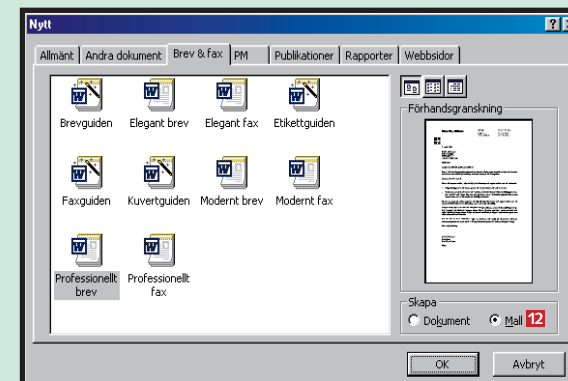 Nytt
Allmänt Andra dokument Brev & fax PM Publikationer Rapporter Webbsidor
Brevguiden Elegant brev Elegant fax Etikettguiden
Förhandsgranskning
Faxguiden Kuvertguiden Modernt brev Modernt fax
Professionellt brev
Professionellt fax
Skapa
Dokument Mall 12
OK Avbryt